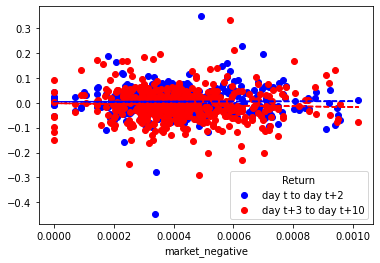 0.3
0.2
0.1
0.0
−0.1
−0.2
−0.3
−0.4
Return
day t to day t+2
day t+3 to day t+10
0.0000 0.0002 0.0004 0.0006 0.0008 0.0010
market_negative